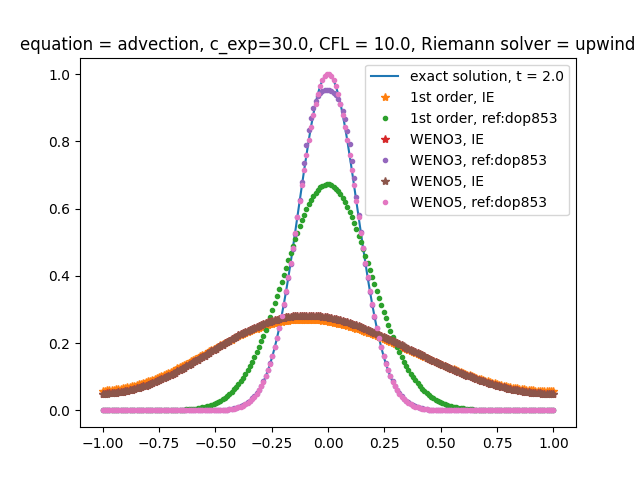 equation = advection, c_exp=30.0, CFL = 10.0, Riemann solver = upwind
exact solution, t = 2.0
1st order, IE
1st order, ref:dop853
WENO3, IE
WENO3, ref:dop853
WENO5, IE
WENO5, ref:dop853
1.0
0.8
0.6
0.4
0.2
0.0
−1.00 −0.75 −0.50 −0.25 0.00 0.25 0.50 0.75 1.00